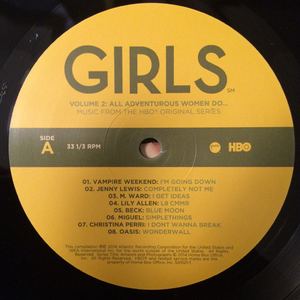 GIRLS SM
VOLUME 2: ALL ADVENTUROUS WOMEN DO...
MUSIC FROM THE HBO® ORIGINAL SERIES
SIDE
A 33 1/3 RPM
HBO
01. VAMPIRE WEEKEND: I'M GOING DOWN
02. JENNY LEWIS: COMPLETELY NOT ME
03. M. WARD: I GET IDEAS
04. LILY ALLEN: L8 CMMR
05. BECK: BLUE MOON
06. MIGUEL: SIMPLETHINGS
07. CHRISTINA PERRI: I DONT WANNA BREAK
08. OASIS: WONDERWALL